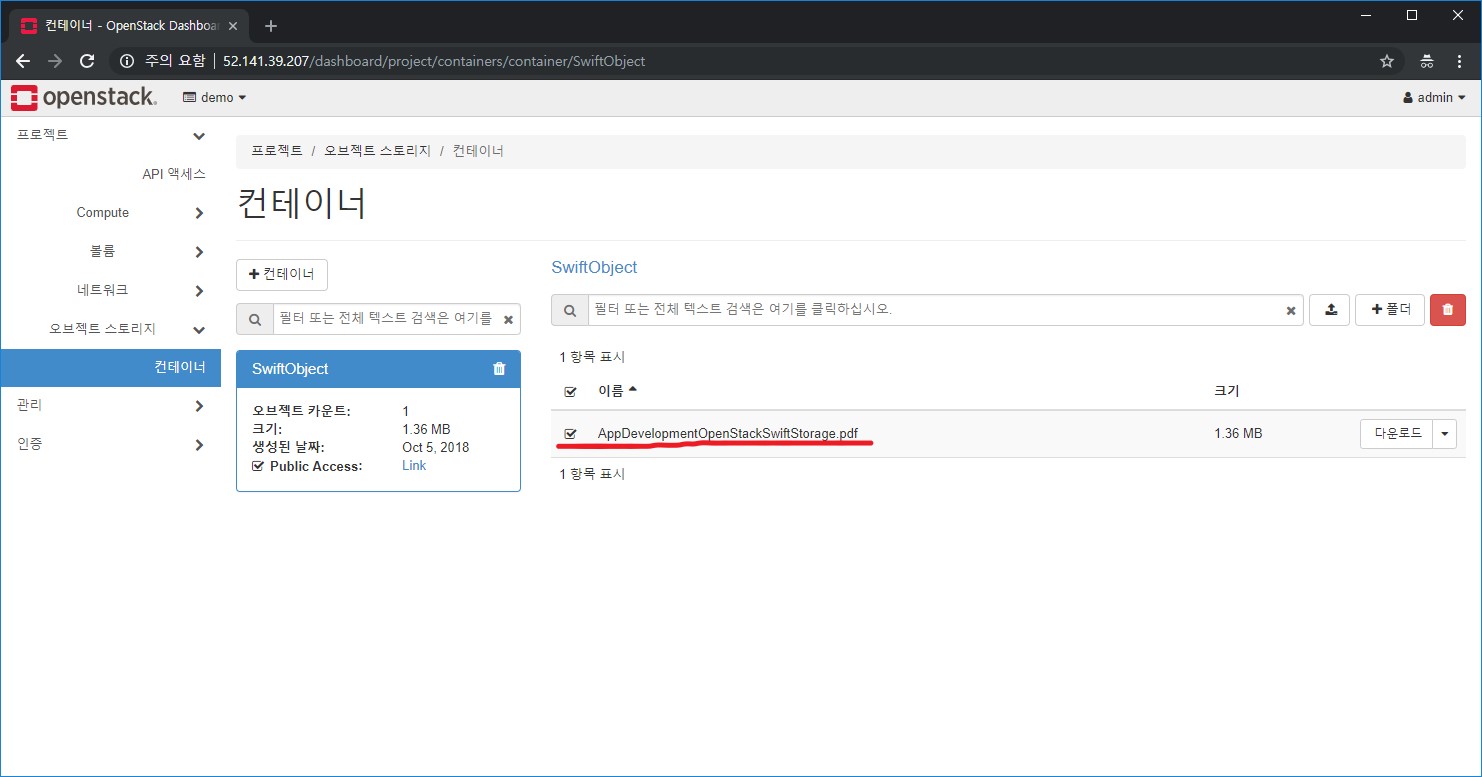 컨테이너 - OpenStack Dashboa
주의 요함 | 52.141.39.207/dashboard/project/containers/container/SwiftObject
openstack. demo admin
프로젝트
API 액세스
Compute
볼륨
네트워크
오브젝트 스토리지
컨테이너
관리
인증
프로젝트 / 오브젝트 스토리지 / 컨테이너
컨테이너
컨테이너
필터 또는 전체 텍스트 검색은 여기를
SwiftObject
오브젝트 카운트: 1
크기: 1.36 MB
생성된 날짜: Oct 5, 2018
Public Access: Link
SwiftObject
필터 또는 전체 텍스트 검색은 여기를 클릭하십시오.
폴더
1 항목 표시
이름 크기
AppDevelopmentOpenStackSwiftStorage.pdf 1.36 MB 다운로드
1 항목 표시